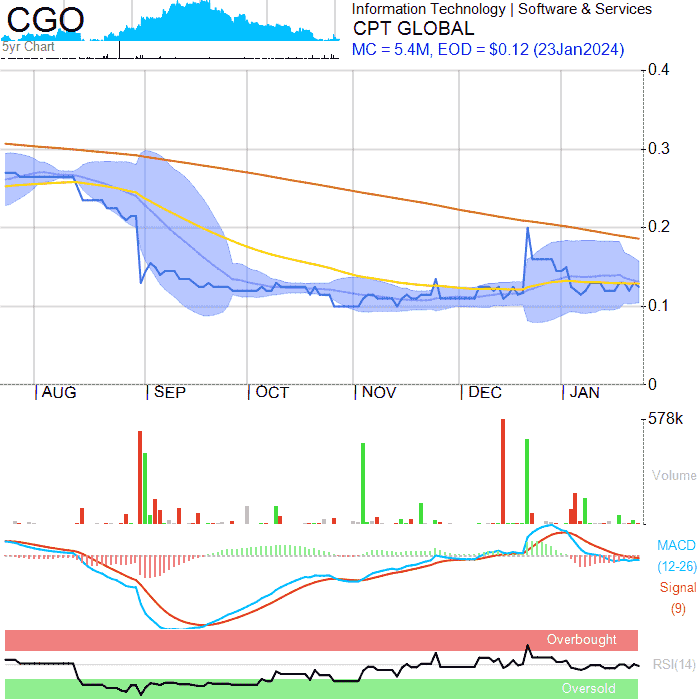 CGO
5yr Chart
Information Technology | Software & Services
CPT GLOBAL
MC = 5.4M, EOD = $0.12 (23Jan2024)
0.4
0.3
0.2
0.1
0
AUG SEP OCT NOV DEC JAN
578k
Volume
MACD
(12-26)
Signal
(9)
Overbought
RSI(14)
Oversold